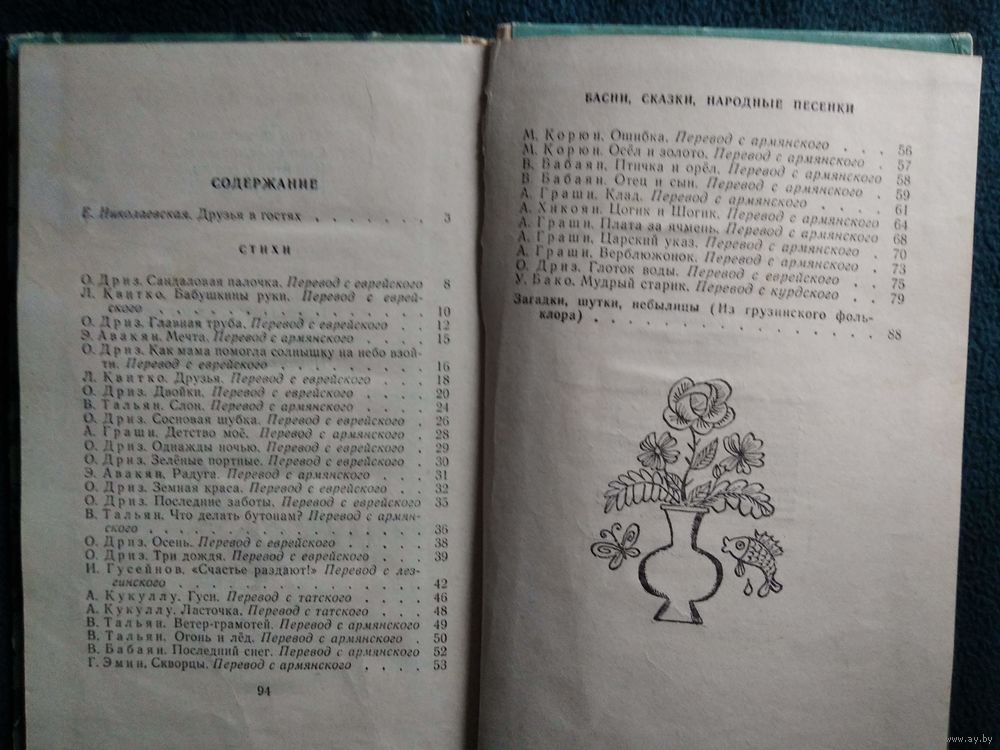 СОДЕРЖАНИЕ
Е. Николаевская. Друзья в гостях . . . . . . . 3
СТИХИ
О. Дриз. Сандаловая палочка. Перевод с еврейского 8
Л. Квитко. Бабушкины руки. Перевод с еврей-
ского . . . . . . . . . . . . . 10
О. Дриз. Главная труба. Перевод с еврейского . . 12
Э. Авакян. Мечта. Перевод с армянского . . . . 15
О. Дриз. Как мама помогла солнышку на небо взой-
ти. Перевод с еврейского . . . . . . . . 16
Л. Квитко. Друзья. Перевод с еврейского . . . 18
О. Дриз. Двойки. Перевод с еврейского . . . . 20
В. Тальян. Слон. Перевод с армянского . . . . 24
О. Дриз. Сосновая шубка. Перевод с еврейского . . 26
А. Граши. Детство моё. Перевод с армянского . . 28
О. Дриз. Однажды ночью. Перевод с еврейского . . 29
О. Дриз. Зелёные портные. Перевод с еврейского . . 30
Э. Авакян. Радуга. Перевод с армянского . . . . 31
О. Дриз. Земная краса. Перевод с еврейского . . . 32
О. Дриз. Последние заботы. Перевод с еврейского 35
В. Тальян. Что делать бутонам? Перевод с армян-
ского . . . . . . . . . . . . . 36
О. Дриз. Осень. Перевод с еврейского . . . . 38
О. Дриз. Три дождя. Перевод с еврейского . . . 39
И. Гусейнов. «Счастье раздают!» Перевод с лез-
гинского . . . . . . . . . . . . 42
А. Кукуллу. Гуси. Перевод с татского . . . . 46
А. Кукуллу. Ласточка. Перевод с татского . . . 48
В. Тальян. Ветер-грамотей. Перевод с армянского 49
В. Тальян. Огонь и лёд. Перевод с армянского . . 50
В. Бабаян. Последний снег. Перевод с армянского 52
Г. Эмин. Скворцы. Перевод с армянского . . . . 53
94
БАСНИ, СКАЗКИ, НАРОДНЫЕ ПЕСЕНКИ
М. Корюн. Ошибка. Перевод с армянского . . . 56
М. Корюн. Осёл и золото. Перевод с армянского . 57
В. Бабаян. Птичка и орёл. Перевод с армянского 58
В. Бабаян. Отец и сын. Перевод с армянского . 59
А. Граши. Клад. Перевод с армянского . . . . 61
А. Хикоян. Цогик и Шогик. Перевод с армянского 64
А. Граши. Плата за ячмень. Перевод с армянского 68
А. Граши. Царский указ. Перевод с армянского . 70
А. Граши. Верблюжонок. Перевод с армянского . 73
О. Дриз. Глоток воды. Перевод с еврейского . . 75
У. Бако. Мудрый старик. Перевод с курдского . . 79
Загадки, шутки, небылицы (Из грузинского фоль-
клора) . . . . . . . . . . . . 88
www.ay.by